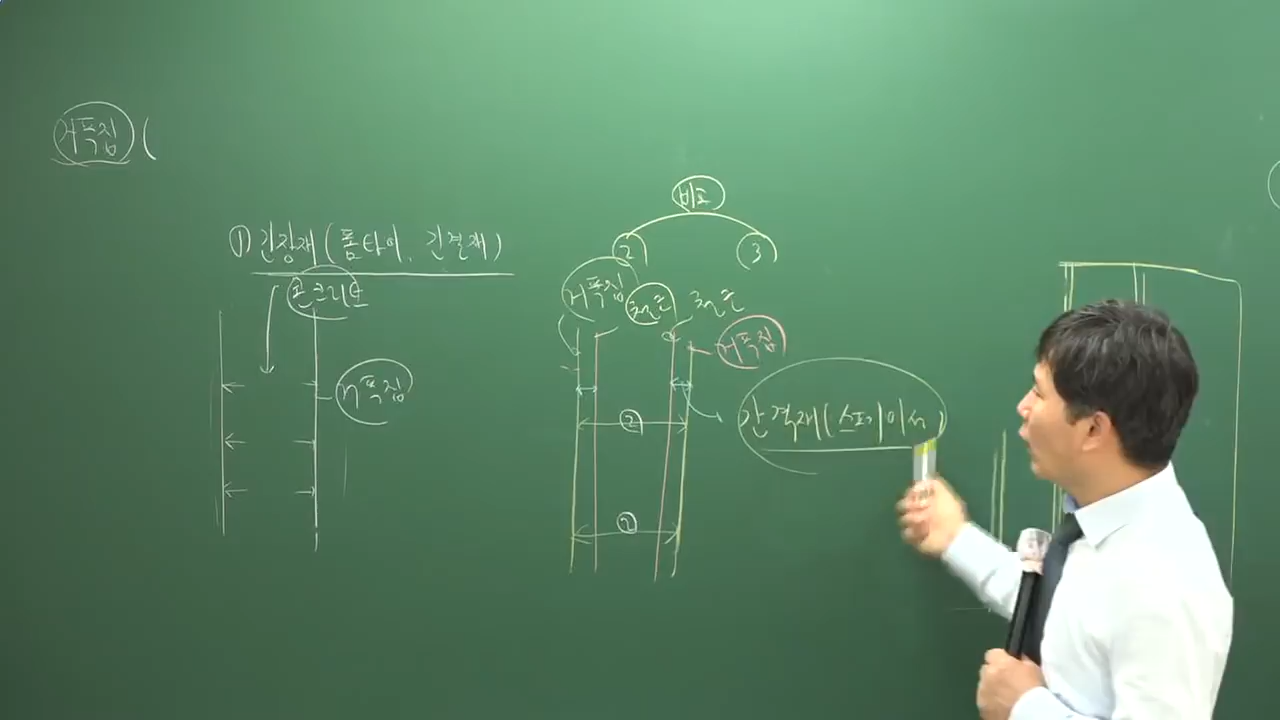 거푸집 (
비교
① 긴장재(폼타이, 긴결재)
2 3
콘크리트
거푸집 철근 철근
거푸집
거푸집
간격재(스페이서)
②
②